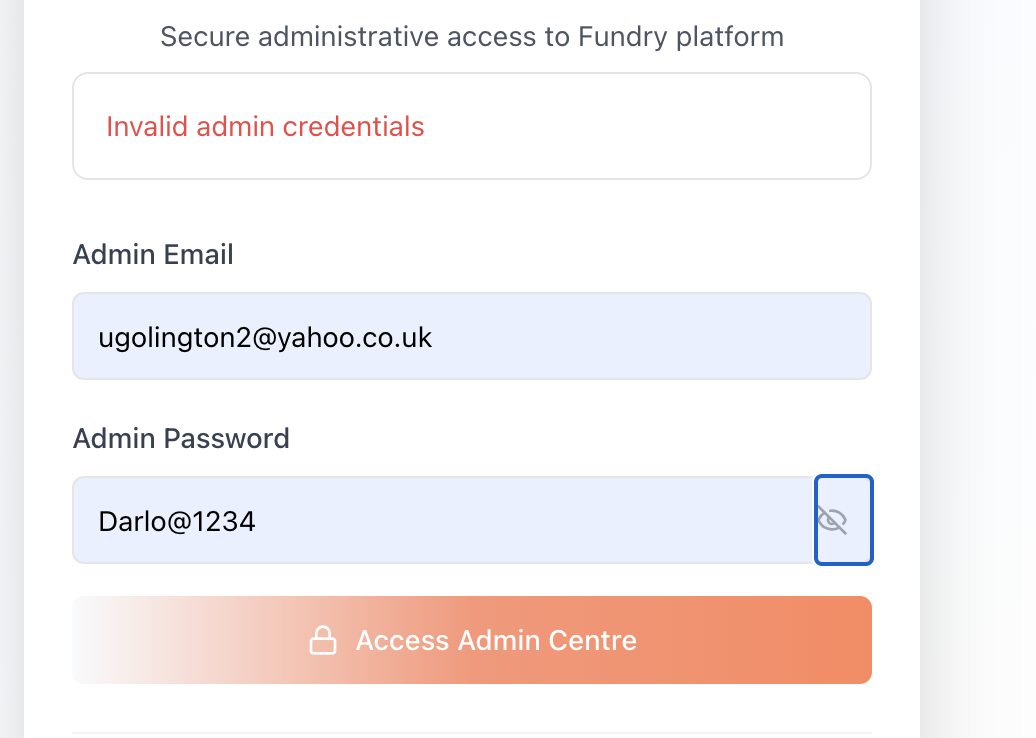 Secure administrative access to Fundry platform
Invalid admin credentials
Admin Email
ugolington2@yahoo.co.uk
Admin Password
Darlo@1234
Access Admin Centre